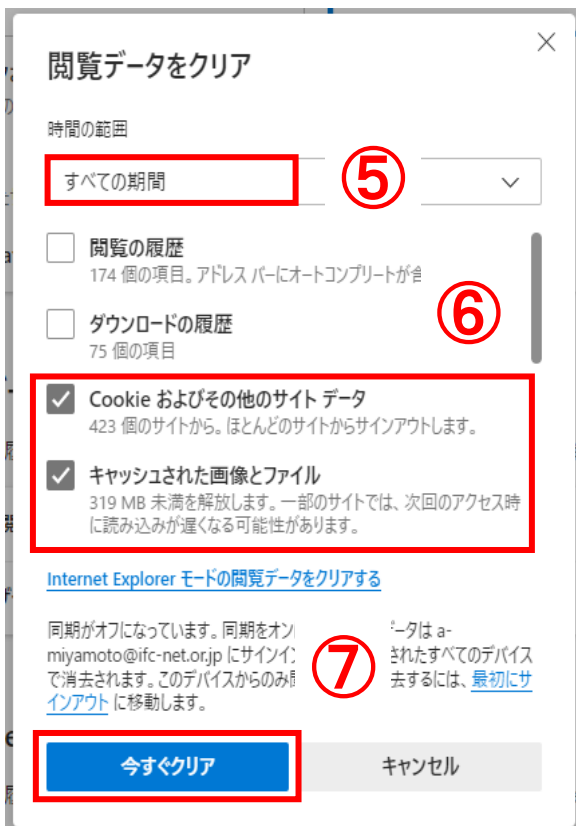 閲覧データをクリア
時間の範囲
すべての期間
⑤
閲覧の履歴
174 個の項目。アドレス バーにオートコンプリートが含
⑥
ダウンロードの履歴
75 個の項目
Cookie およびその他のサイト データ
423 個のサイトから。ほとんどのサイトからサインアウトします。
キャッシュされた画像とファイル
319 MB 未満を解放します。一部のサイトでは、次回のアクセス時
に読み込みが遅くなる可能性があります。
Internet Explorer モードの閲覧データをクリアする
同期がオフになっています。同期をオン データは a-
miyamoto@ifc-net.or.jp にサインイン されたすべてのデバイス
⑦
で消去されます。このデバイスからのみ 去するには、最初にサ
インアウト に移動します。
今すぐクリア
キャンセル